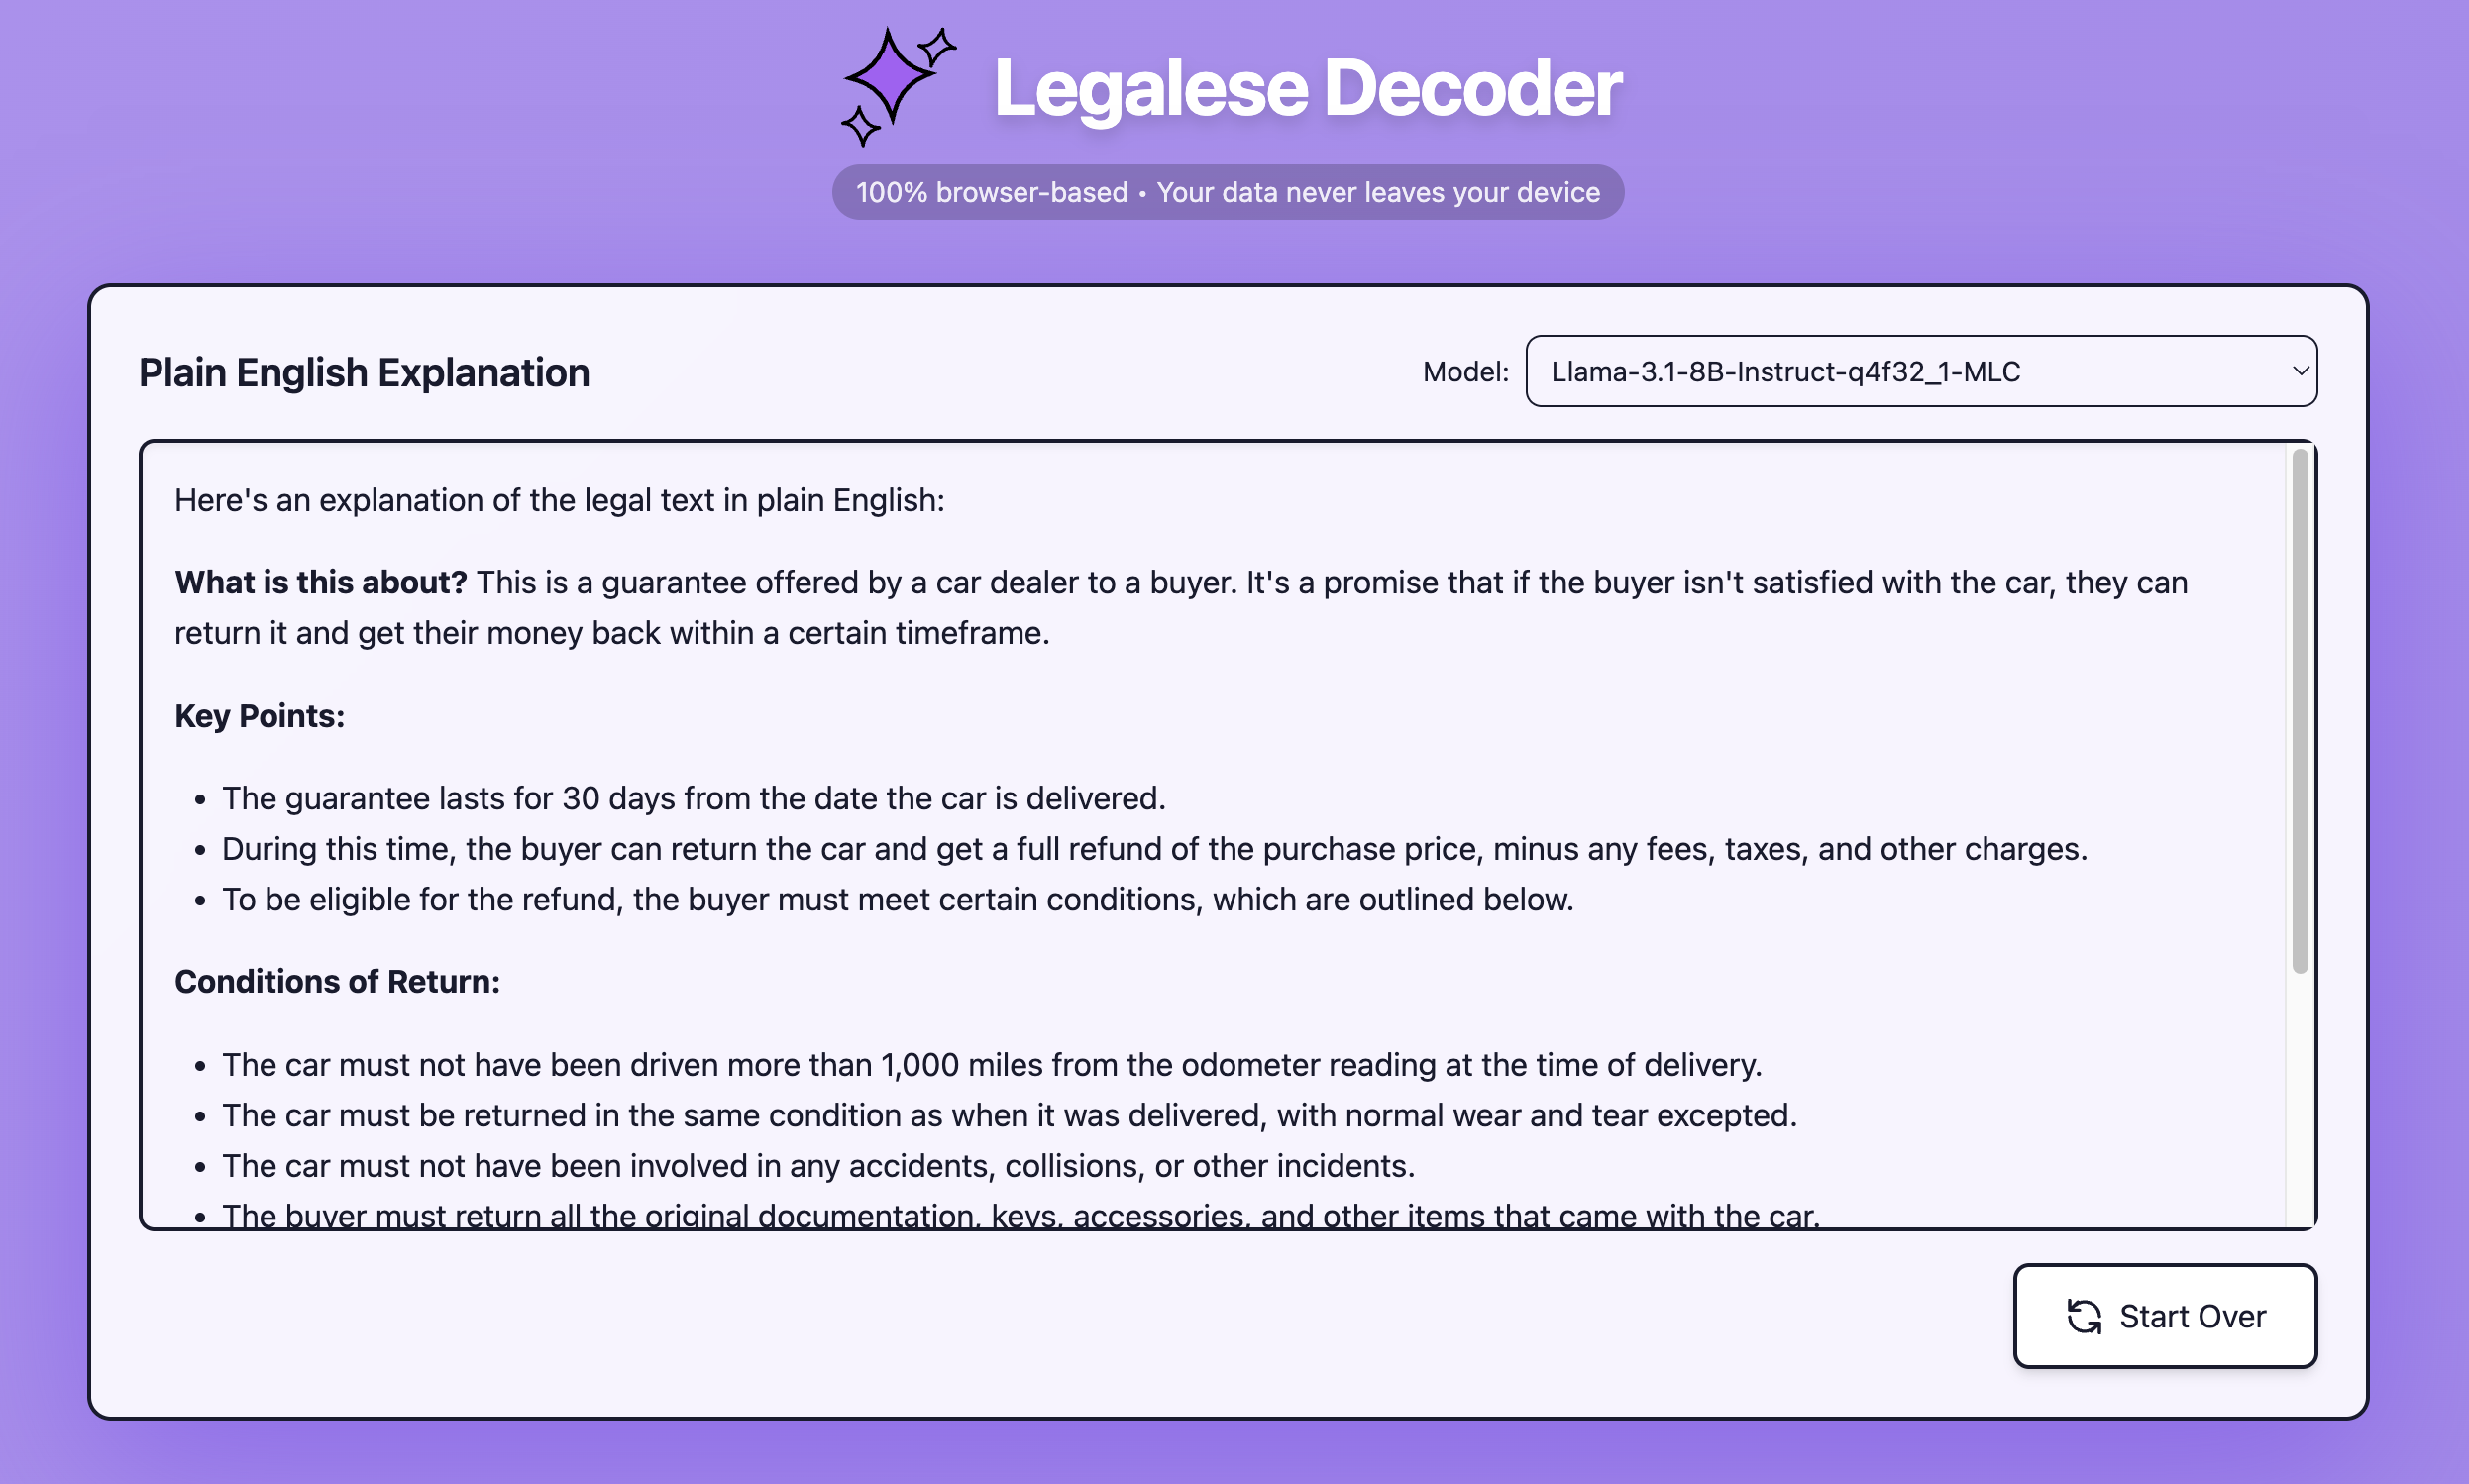 Legalese Decoder
100% browser-based • Your data never leaves your device
Plain English Explanation
Model: Llama-3.1-8B-Instruct-q4f32_1-MLC
Here's an explanation of the legal text in plain English:
What is this about? This is a guarantee offered by a car dealer to a buyer. It's a promise that if the buyer isn't satisfied with the car, they can
return it and get their money back within a certain timeframe.
Key Points:
• The guarantee lasts for 30 days from the date the car is delivered.
• During this time, the buyer can return the car and get a full refund of the purchase price, minus any fees, taxes, and other charges.
• To be eligible for the refund, the buyer must meet certain conditions, which are outlined below.
Conditions of Return:
• The car must not have been driven more than 1,000 miles from the odometer reading at the time of delivery.
• The car must be returned in the same condition as when it was delivered, with normal wear and tear excepted.
• The car must not have been involved in any accidents, collisions, or other incidents.
• The buyer must return all the original documentation, keys, accessories, and other items that came with the car.
Start Over